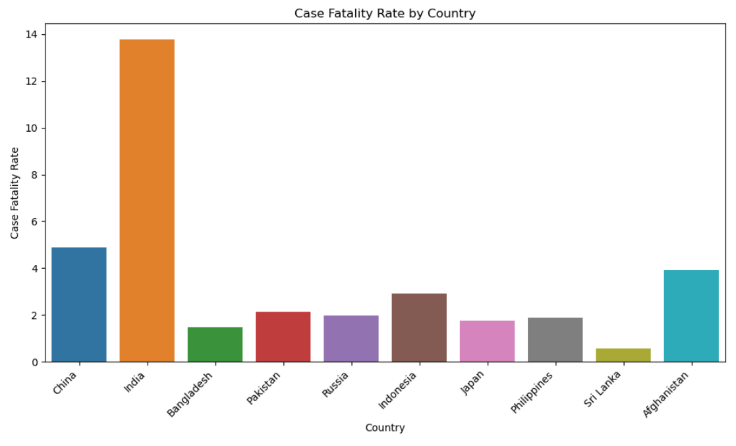 Case Fatality Rate by Country
14
12
10
8
6
4
2
0
Case Fatality Rate
China
India
Bangladesh
Pakistan
Russia
Indonesia
Japan
Philippines
Sri Lanka
Afghanistan
Country